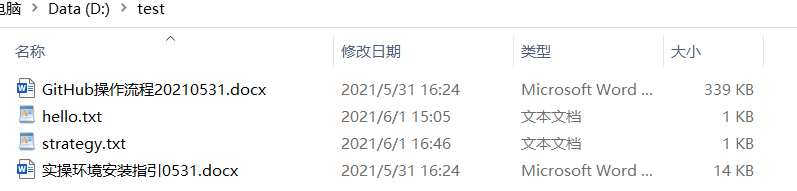 电脑 > Data (D:) > test
名称 修改日期 类型 大小
GitHub操作流程20210531.docx 2021/5/31 16:24 Microsoft Word ... 339 KB
hello.txt 2021/6/1 15:05 文本文档 1 KB
strategy.txt 2021/6/1 16:46 文本文档 1 KB
实操环境安装指引0531.docx 2021/5/31 16:24 Microsoft Word ... 14 KB